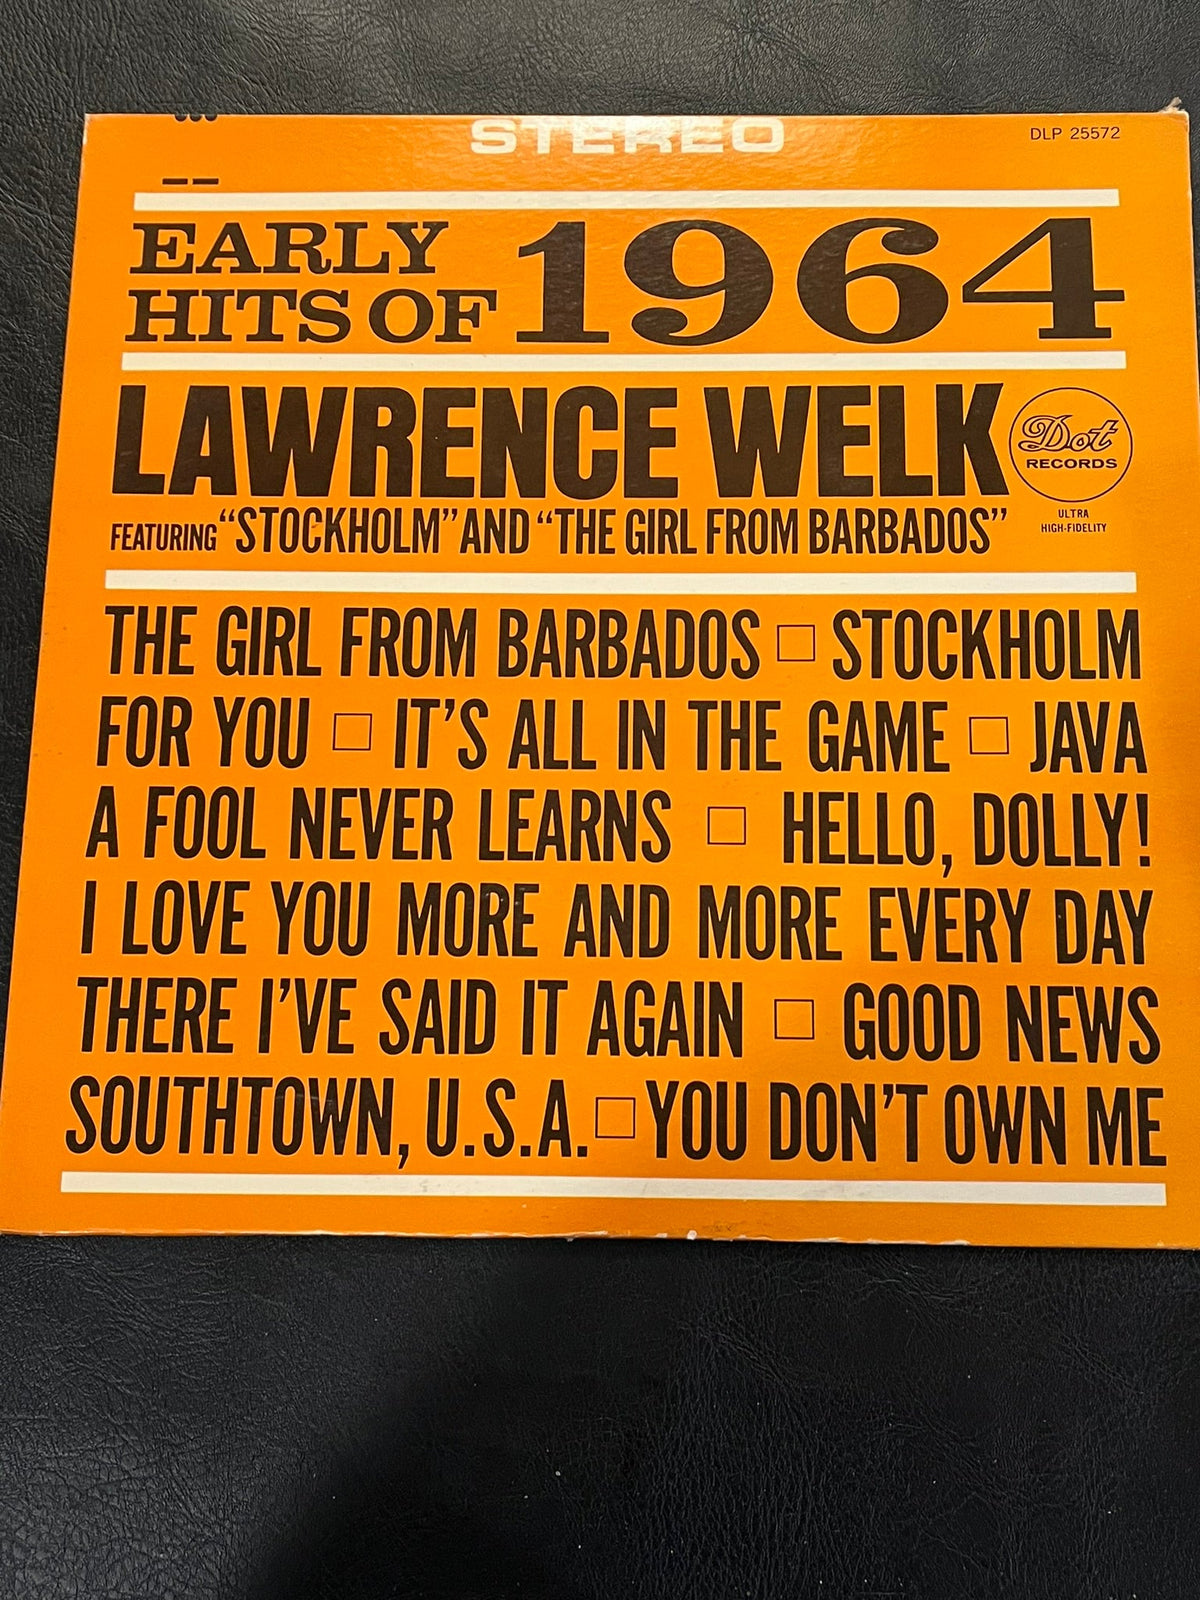 STEREO
DLP 25572
EARLY
HITS OF 1964
LAWRENCE WELK
Dot
RECORDS
ULTRA
HIGH-FIDELITY
FEATURING "STOCKHOLM" AND "THE GIRL FROM BARBADOS"
THE GIRL FROM BARBADOS □ STOCKHOLM
FOR YOU □ IT'S ALL IN THE GAME □ JAVA
A FOOL NEVER LEARNS □ HELLO, DOLLY!
I LOVE YOU MORE AND MORE EVERY DAY
THERE I'VE SAID IT AGAIN □ GOOD NEWS
SOUTHTOWN, U.S.A. □ YOU DON'T OWN ME